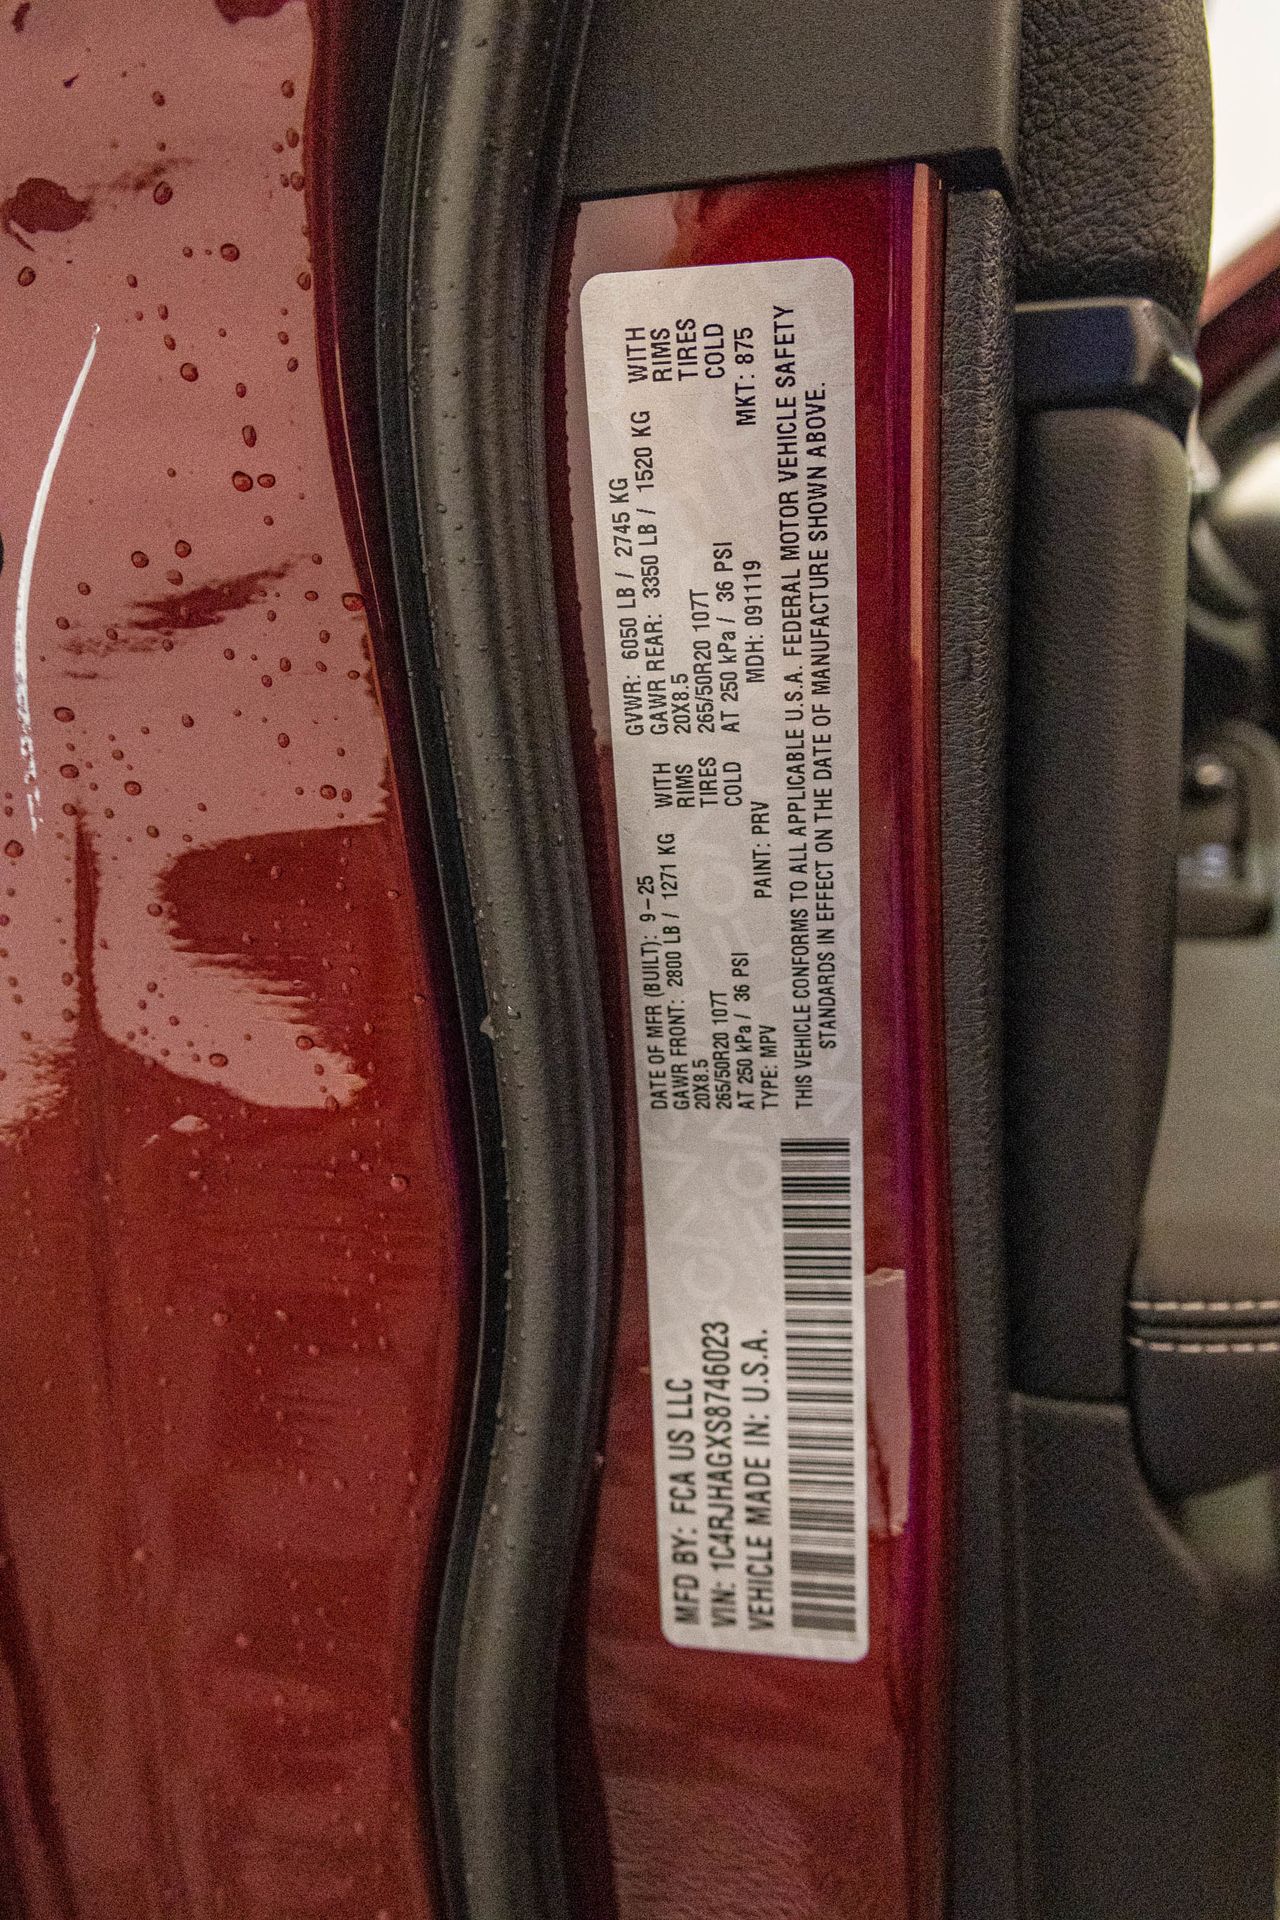 MFD BY: FCA US LLC
VIN: 1C4RJHAGXS8746023
VEHICLE MADE IN: U.S.A.
DATE OF MFR (BUILT): 9-25
GAWR FRONT: 2800 LB / 1271 KG WITH
20X8.5 RIMS
265/50R20 107T TIRES
AT 250 kPa / 36 PSI COLD
GVWR: 6050 LB / 2745 KG
GAWR REAR: 3350 LB / 1520 KG WITH
20X8.5 RIMS
265/50R20 107T TIRES
AT 250 kPa / 36 PSI COLD
TYPE: MPV PAINT: PRV MDH: 091119 MKT: 875
THIS VEHICLE CONFORMS TO ALL APPLICABLE U.S.A. FEDERAL MOTOR VEHICLE SAFETY
STANDARDS IN EFFECT ON THE DATE OF MANUFACTURE SHOWN ABOVE.